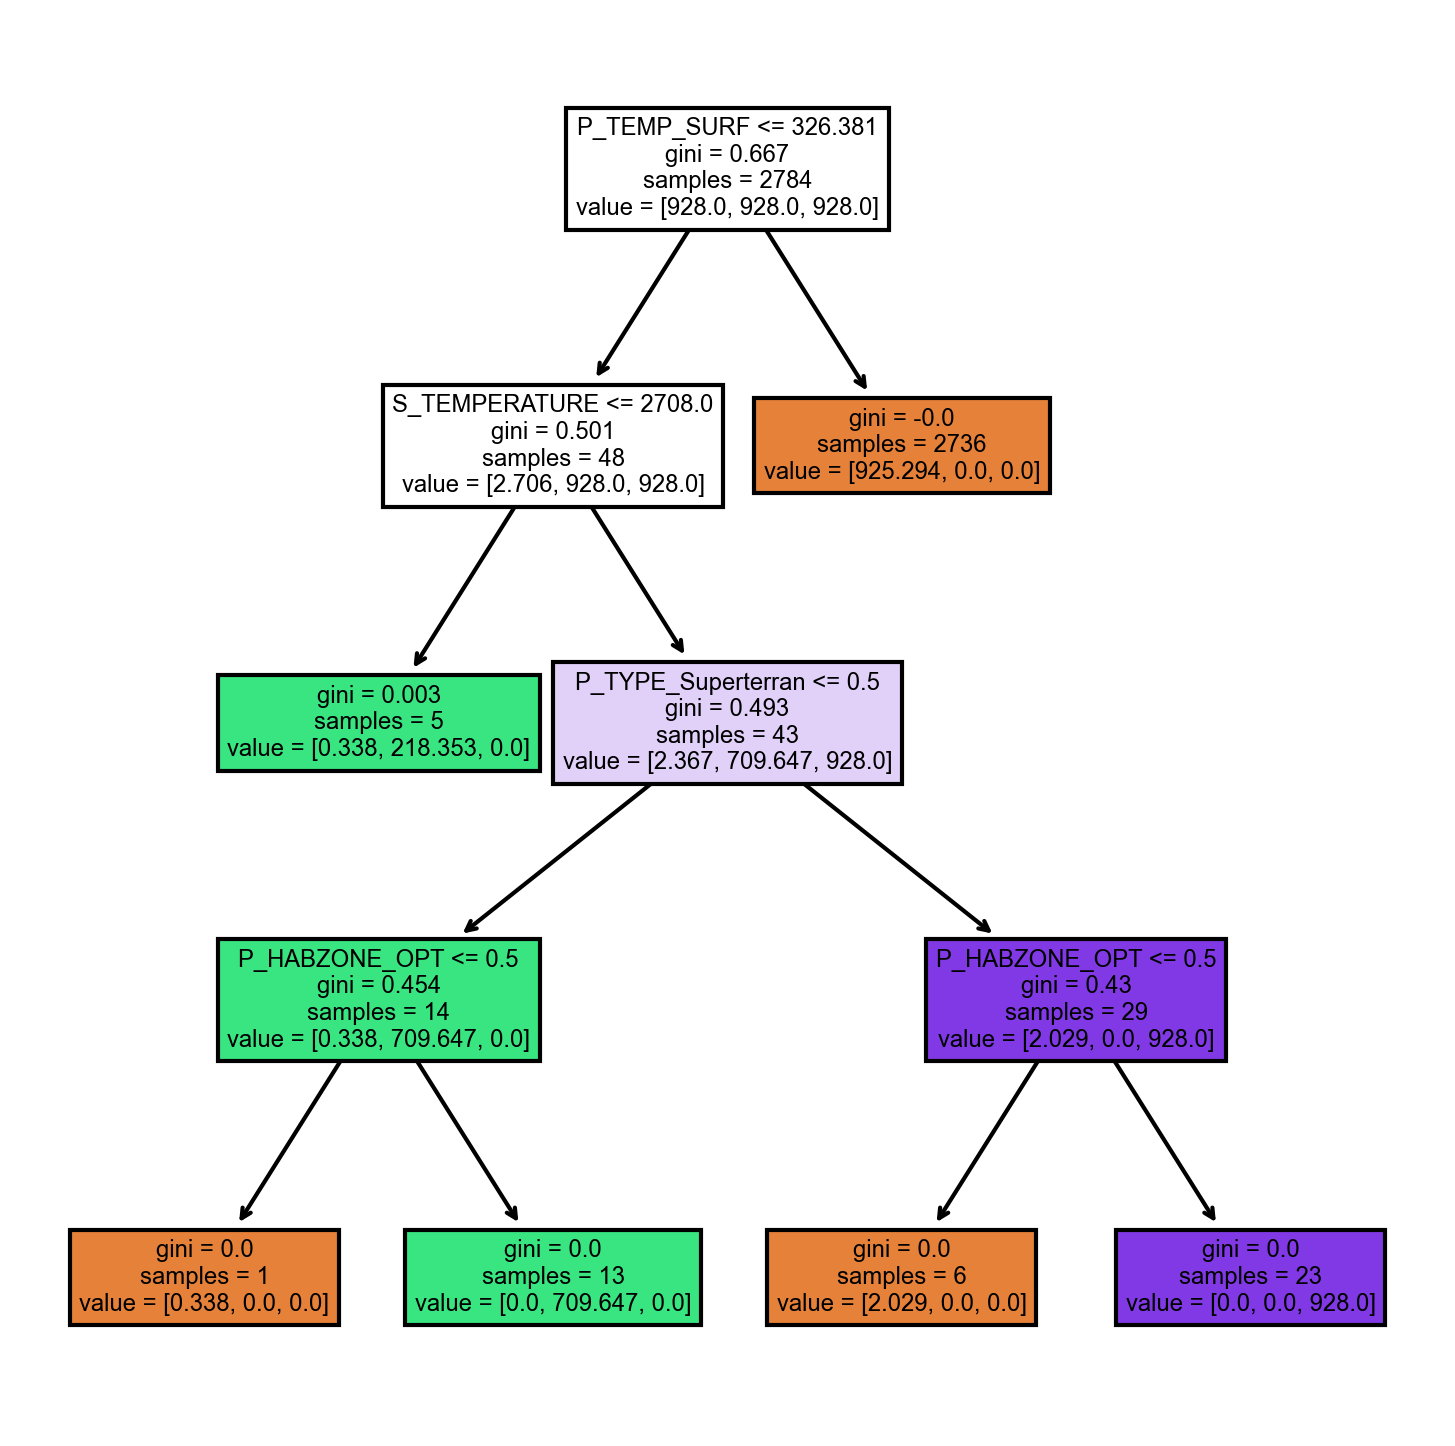 P_TEMP_SURF <= 326.381
gini = 0.667
samples = 2784
value = [928.0, 928.0, 928.0]
S_TEMPERATURE <= 2708.0
gini = 0.501
samples = 48
value = [2.706, 928.0, 928.0]
gini = -0.0
samples = 2736
value = [925.294, 0.0, 0.0]
gini = 0.003
samples = 5
value = [0.338, 218.353, 0.0]
P_TYPE_Superterran <= 0.5
gini = 0.493
samples = 43
value = [2.367, 709.647, 928.0]
P_HABZONE_OPT <= 0.5
gini = 0.454
samples = 14
value = [0.338, 709.647, 0.0]
P_HABZONE_OPT <= 0.5
gini = 0.43
samples = 29
value = [2.029, 0.0, 928.0]
gini = 0.0
samples = 1
value = [0.338, 0.0, 0.0]
gini = 0.0
samples = 13
value = [0.0, 709.647, 0.0]
gini = 0.0
samples = 6
value = [2.029, 0.0, 0.0]
gini = 0.0
samples = 23
value = [0.0, 0.0, 928.0]